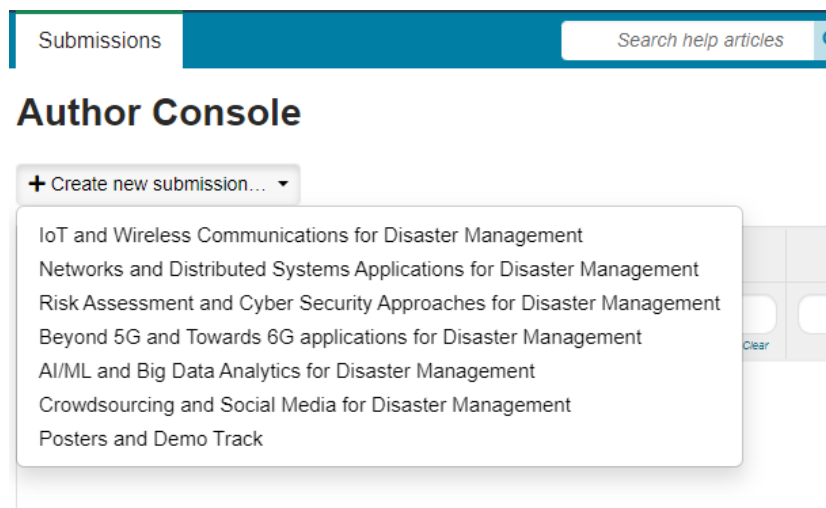 Submissions
Search help articles
Author Console
+ Create new submission...
IoT and Wireless Communications for Disaster Management
Networks and Distributed Systems Applications for Disaster Management
Risk Assessment and Cyber Security Approaches for Disaster Management
Beyond 5G and Towards 6G applications for Disaster Management
Clear
AI/ML and Big Data Analytics for Disaster Management
Crowdsourcing and Social Media for Disaster Management
Posters and Demo Track